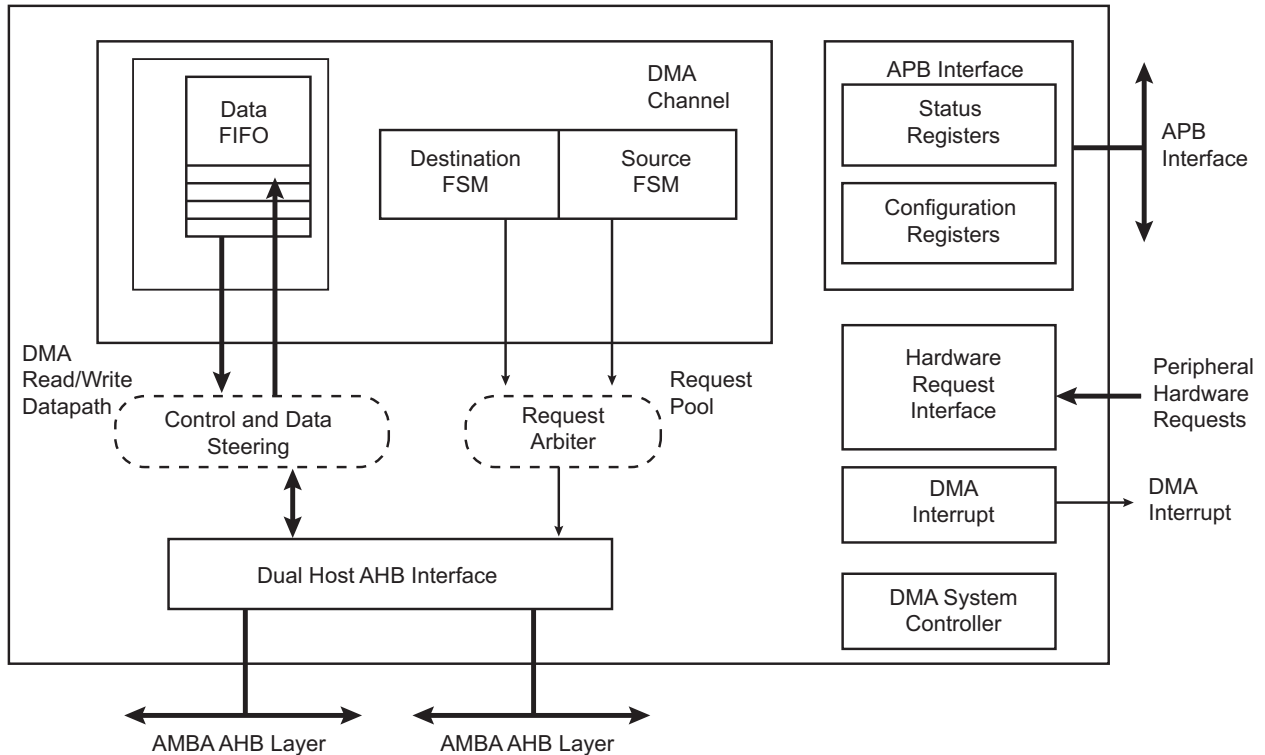 DMA
Channel
Data
FIFO
Destination
FSM
Source
FSM
APB Interface
Status
Registers
Configuration
Registers
APB
Interface
DMA
Read/Write
Datapath
Control and Data
Steering
Request
Arbiter
Request
Pool
Hardware
Request
Interface
Peripheral
Hardware
Requests
DMA
Interrupt
DMA
Interrupt
Dual Host AHB Interface
DMA System
Controller
AMBA AHB Layer
AMBA AHB Layer